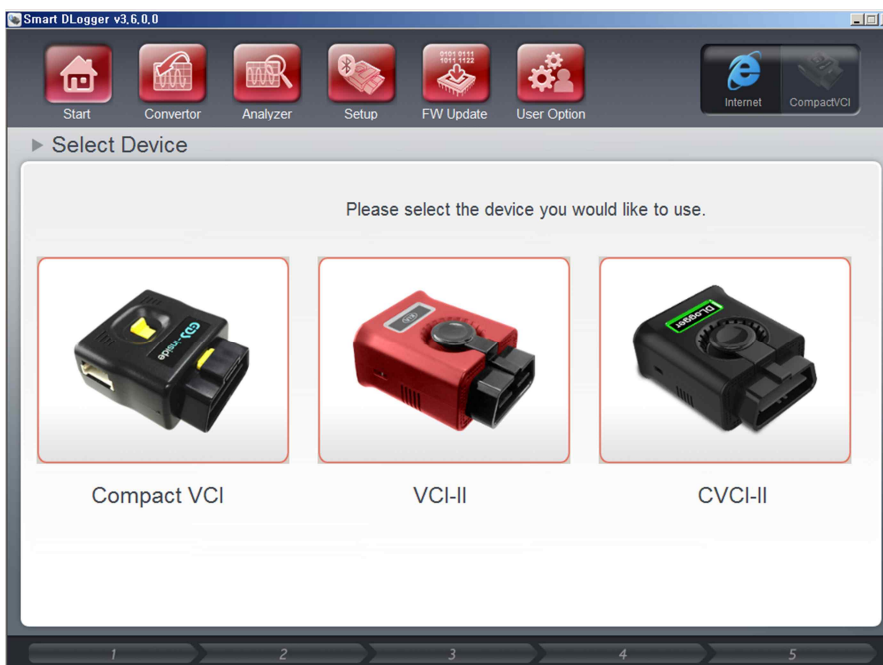 Smart DLogger v3,6,0,0
0101 0111
1011 1122
Start Convertor Analyzer Setup FW Update User Option Internet CompactVCI
Select Device
Please select the device you would like to use.
GDS-inside
DLogger
Compact VCI VCI-II CVCI-II
1 2 3 4 5